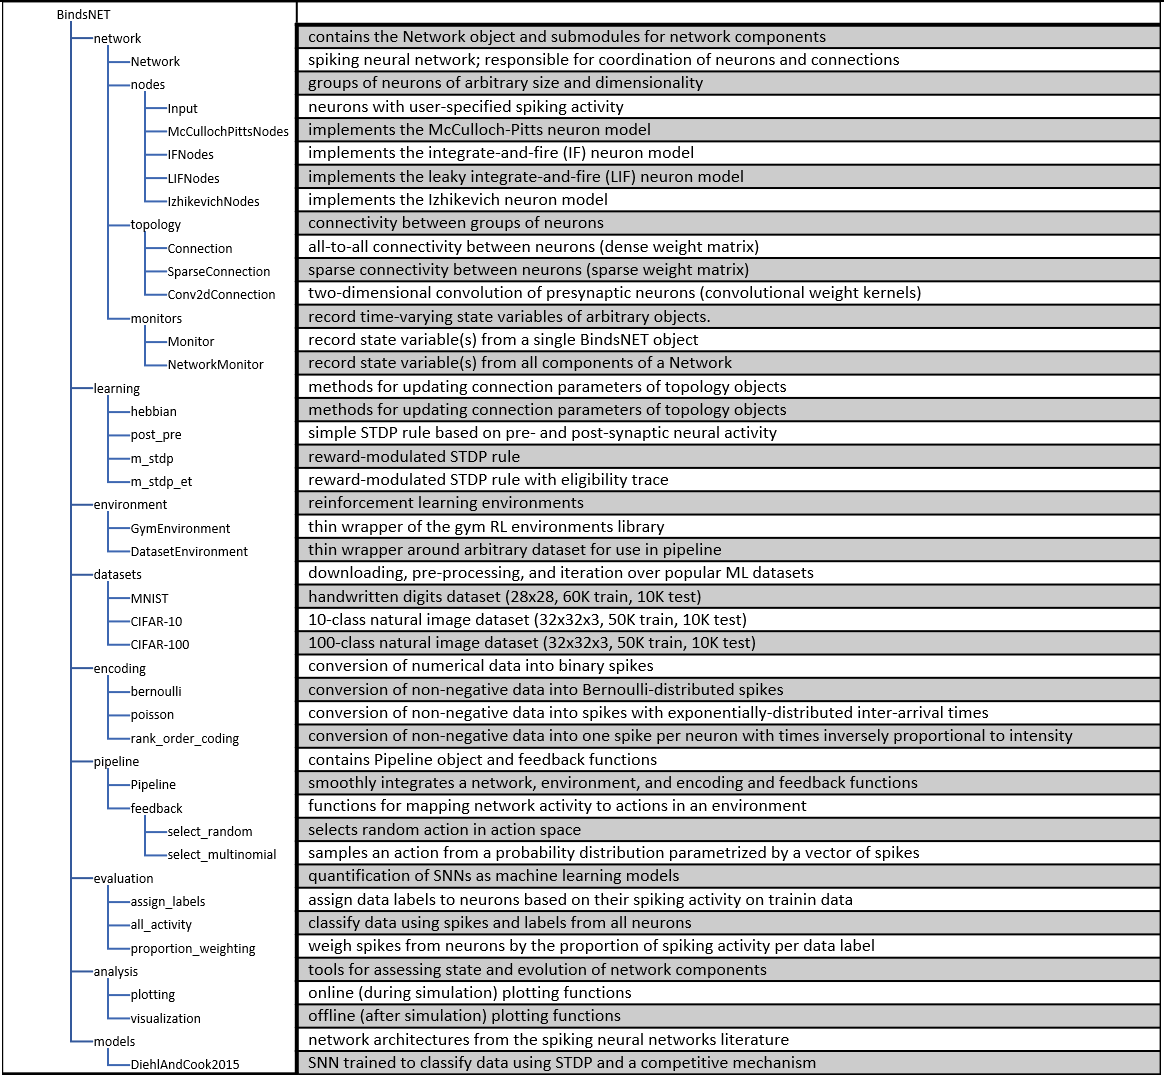 BindsNET
network contains the Network object and submodules for network components
Network spiking neural network; responsible for coordination of neurons and connections
nodes groups of neurons of arbitrary size and dimensionality
Input neurons with user-specified spiking activity
McCullochPittsNodes implements the McCulloch-Pitts neuron model
IFNodes implements the integrate-and-fire (IF) neuron model
LIFNodes implements the leaky integrate-and-fire (LIF) neuron model
IzhikevichNodes implements the Izhikevich neuron model
topology connectivity between groups of neurons
Connection all-to-all connectivity between neurons (dense weight matrix)
SparseConnection sparse connectivity between neurons (sparse weight matrix)
Conv2dConnection two-dimensional convolution of presynaptic neurons (convolutional weight kernels)
monitors record time-varying state variables of arbitrary objects.
Monitor record state variable(s) from a single BindsNET object
NetworkMonitor record state variable(s) from all components of a Network
learning methods for updating connection parameters of topology objects
hebbian methods for updating connection parameters of topology objects
post_pre simple STDP rule based on pre- and post-synaptic neural activity
m_stdp reward-modulated STDP rule
m_stdp_et reward-modulated STDP rule with eligibility trace
environment reinforcement learning environments
GymEnvironment thin wrapper of the gym RL environments library
DatasetEnvironment thin wrapper around arbitrary dataset for use in pipeline
datasets downloading, pre-processing, and iteration over popular ML datasets
MNIST handwritten digits dataset (28x28, 60K train, 10K test)
CIFAR-10 10-class natural image dataset (32x32x3, 50K train, 10K test)
CIFAR-100 100-class natural image dataset (32x32x3, 50K train, 10K test)
encoding conversion of numerical data into binary spikes
bernoulli conversion of non-negative data into Bernoulli-distributed spikes
poisson conversion of non-negative data into spikes with exponentially-distributed inter-arrival times
rank_order_coding conversion of non-negative data into one spike per neuron with times inversely proportional to intensity
pipeline contains Pipeline object and feedback functions
Pipeline smoothly integrates a network, environment, and encoding and feedback functions
feedback functions for mapping network activity to actions in an environment
select_random selects random action in action space
select_multinomial samples an action from a probability distribution parametrized by a vector of spikes
evaluation quantification of SNNs as machine learning models
assign_labels assign data labels to neurons based on their spiking activity on trainin data
all_activity classify data using spikes and labels from all neurons
proportion_weighting weigh spikes from neurons by the proportion of spiking activity per data label
analysis tools for assessing state and evolution of network components
plotting online (during simulation) plotting functions
visualization offline (after simulation) plotting functions
models network architectures from the spiking neural networks literature
DiehlAndCook2015 SNN trained to classify data using STDP and a competitive mechanism